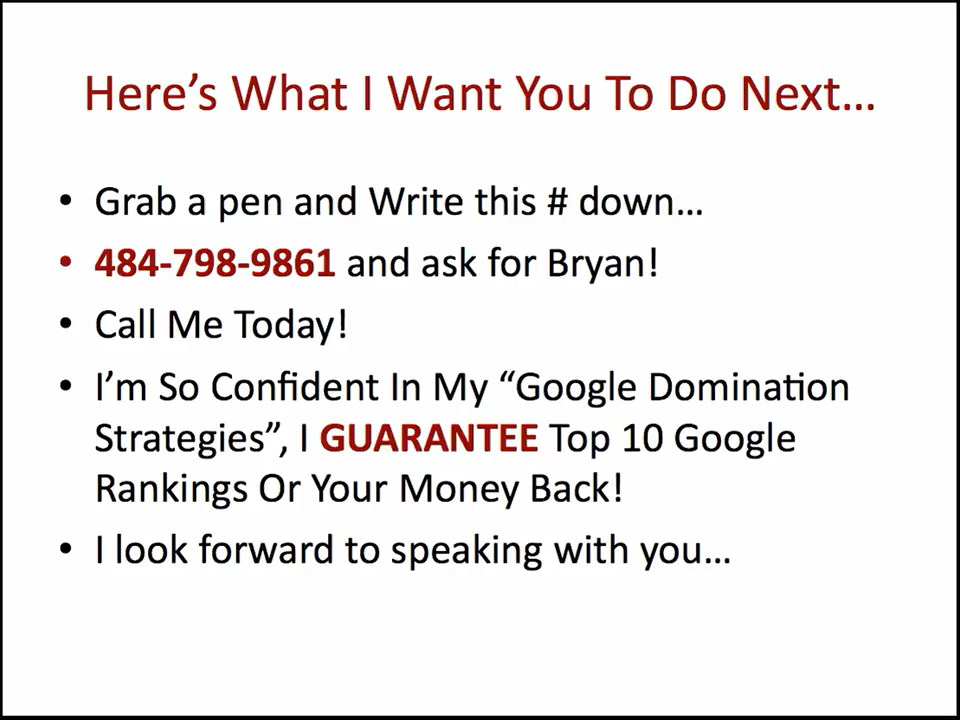 Here’s What I Want You To Do Next…
• Grab a pen and Write this # down…
• 484-798-9861 and ask for Bryan!
• Call Me Today!
• I’m So Confident In My “Google Domination
Strategies”, I GUARANTEE Top 10 Google
Rankings Or Your Money Back!
• I look forward to speaking with you…